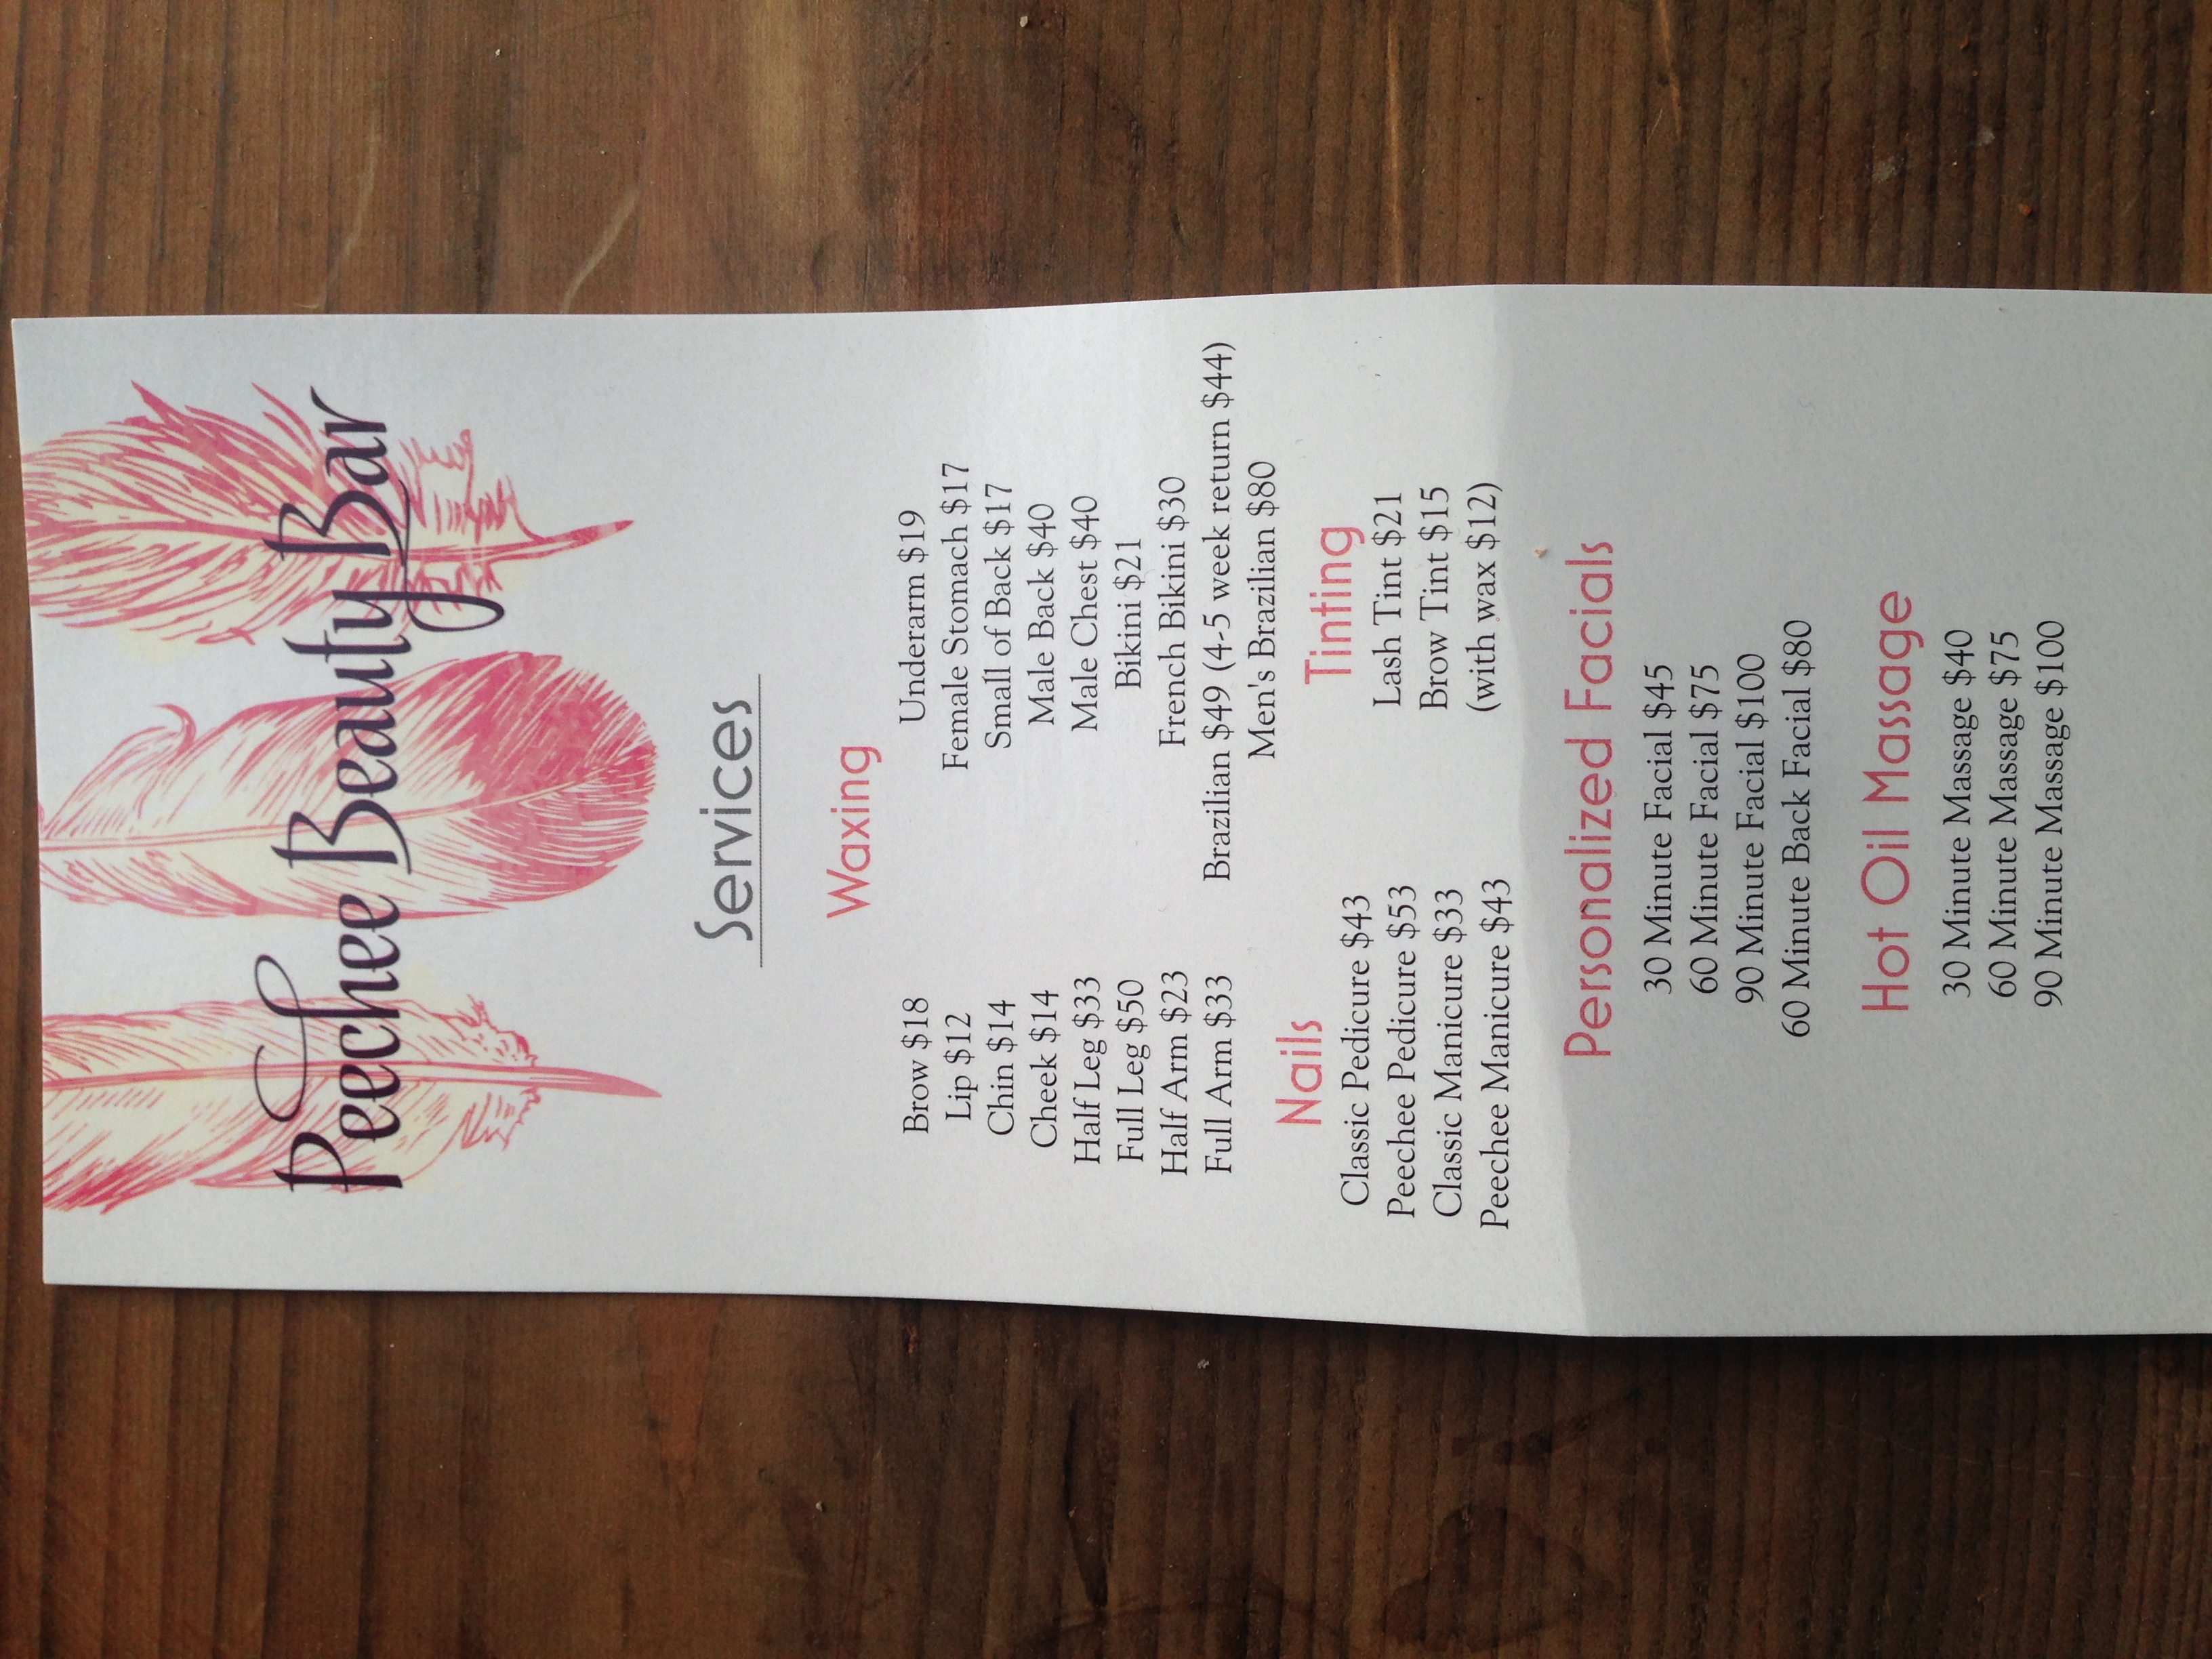 Peechee Beauty Bar
Services
Waxing
Brow $18
Lip $12
Chin $14
Cheek $14
Half Leg $33
Full Leg $50
Half Arm $23
Full Arm $33
Underarm $19
Female Stomach $17
Small of Back $17
Male Back $40
Male Chest $40
Bikini $21
French Bikini $30
Brazilian $49 (4-5 week return $44)
Men's Brazilian $80
Nails
Classic Pedicure $43
Peechee Pedicure $53
Classic Manicure $33
Peechee Manicure $43
Tinting
Lash Tint $21
Brow Tint $15
(with wax $12)
Personalized Facials
30 Minute Facial $45
60 Minute Facial $75
90 Minute Facial $100
60 Minute Back Facial $80
Hot Oil Massage
30 Minute Massage $40
60 Minute Massage $75
90 Minute Massage $100